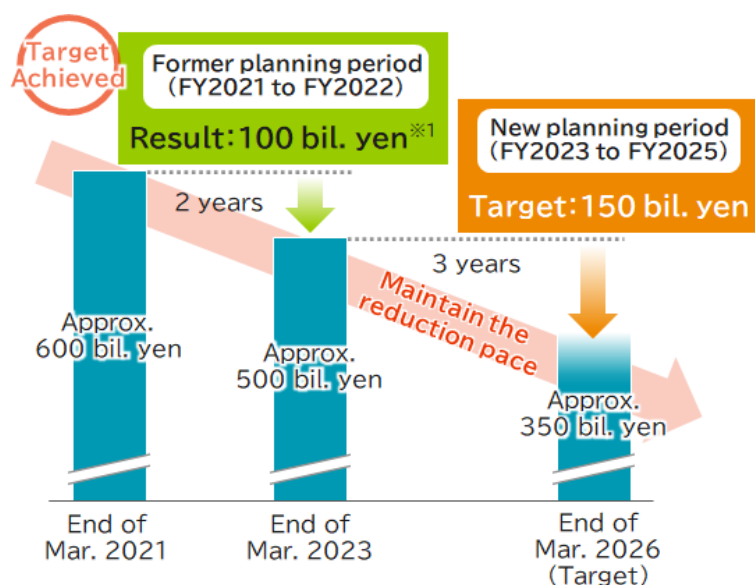 Target
Achieved
Former planning period
(FY2021 to FY2022)
Result:100 bil. yen※1
New planning period
(FY2023 to FY2025)
Target:150 bil. yen
2 years
3 years
Maintain the
reduction pace
Approx.
600 bil. yen
Approx.
500 bil. yen
Approx.
350 bil. yen
End of
Mar. 2021
End of
Mar. 2023
End of
Mar. 2026
(Target)